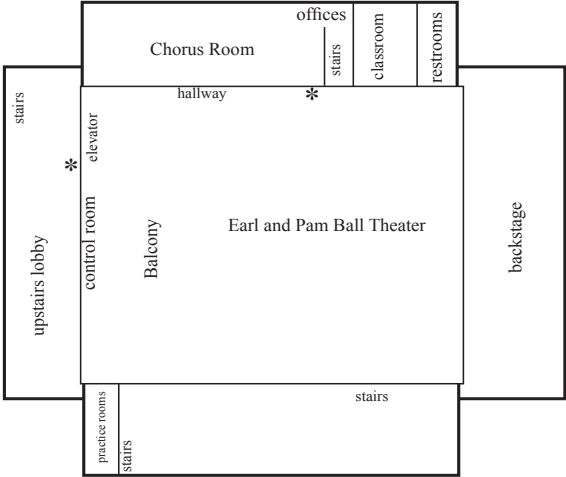 offices
Chorus Room
stairs
classroom
restrooms
hallway
*
stairs
elevator
*
control room
Balcony
Earl and Pam Ball Theater
backstage
upstairs lobby
practice rooms
stairs
stairs